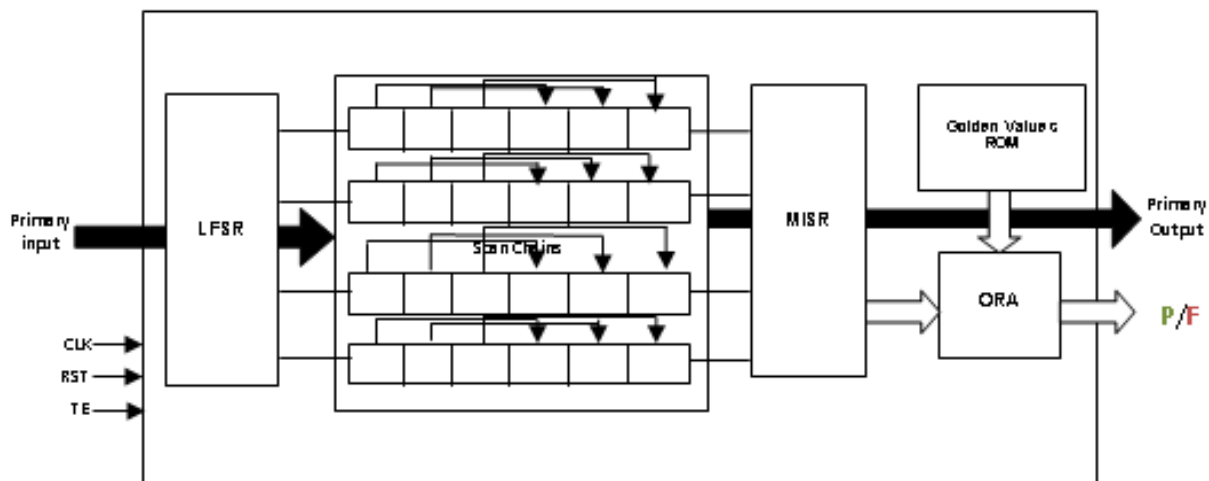 Golden Values
ROM
Primary
input
LFSR
MISR
Primary
Output
Scan Chains
ORA
P/F
CLK
RST
TE